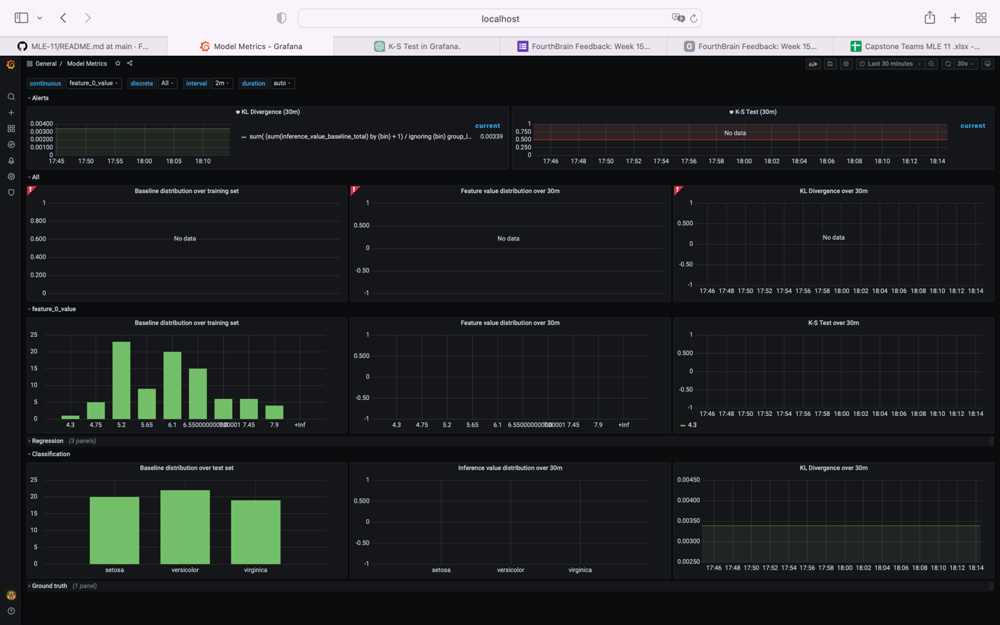 localhost
MLE-11/README.md at main · F...
Model Metrics - Grafana
K-S Test in Grafana.
FourthBrain Feedback: Week 15...
FourthBrain Feedback: Week 15...
Capstone Teams MLE 11 .xlsx -...
General / Model Metrics
Last 30 minutes
30s
continuous feature_0_value discrete All interval 2m duration auto
Alerts
KL Divergence (30m)
current
0.00400
0.00300
0.00200
0.00100
0
sum( (sum(inference_value_baseline_total) by (bin) + 1) / ignoring (bin) group_l... 0.00339
17:45 17:50 17:55 18:00 18:05 18:10
K-S Test (30m)
current
1
0.750
0.500
0.250
0
No data
17:46 17:48 17:50 17:52 17:54 17:56 17:58 18:00 18:02 18:04 18:06 18:08 18:10 18:12 18:14
All
Baseline distribution over training set
1
0.800
0.600
0.400
0.200
0
No data
Feature value distribution over 30m
1
0.500
0
-0.50
-1
No data
KL Divergence over 30m
1
0.500
0
-0.50
-1
No data
17:46 17:48 17:50 17:52 17:54 17:56 17:58 18:00 18:02 18:04 18:06 18:08 18:10 18:12 18:14
feature_0_value
Baseline distribution over training set
25
20
15
10
5
0
4.3 4.75 5.2 5.65 6.1 7.45 7.9 +Inf
Feature value distribution over 30m
1
0.500
0
-0.50
-1
4.3 4.75 5.2 5.65 6.1 7.45 7.9 +Inf
K-S Test over 30m
1
0.500
0
-0.50
-1
17:46 17:48 17:50 17:52 17:54 17:56 17:58 18:00 18:02 18:04 18:06 18:08 18:10 18:12 18:14
4.3
Regression (3 panels)
Classification
Baseline distribution over test set
25
20
15
10
5
0
setosa versicolor virginica
Inference value distribution over 30m
1
0.500
0
-0.50
-1
setosa versicolor virginica
KL Divergence over 30m
0.00450
0.00400
0.00350
0.00300
0.00250
17:46 17:48 17:50 17:52 17:54 17:56 17:58 18:00 18:02 18:04 18:06 18:08 18:10 18:12 18:14
Ground truth (1 panel)